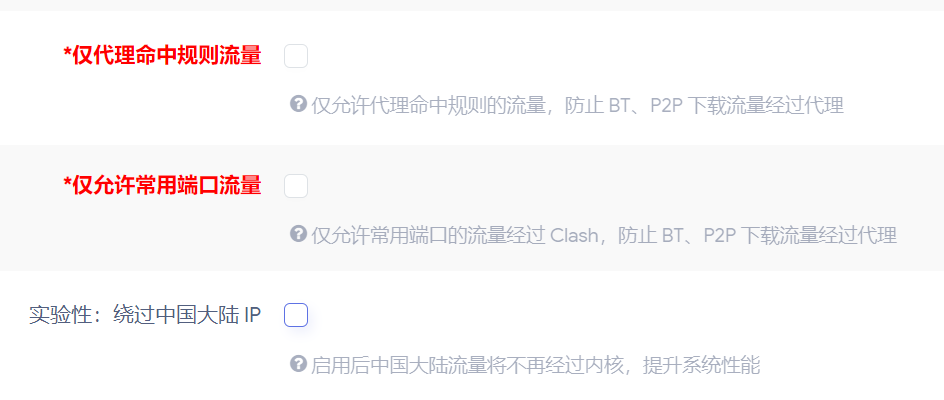 *仅代理命中规则流量
仅允许代理命中规则的流量，防止 BT、P2P 下载流量经过代理
*仅允许常用端口流量
仅允许常用端口的流量经过 Clash，防止 BT、P2P 下载流量经过代理
实验性：绕过中国大陆 IP
启用后中国大陆流量将不再经过内核，提升系统性能